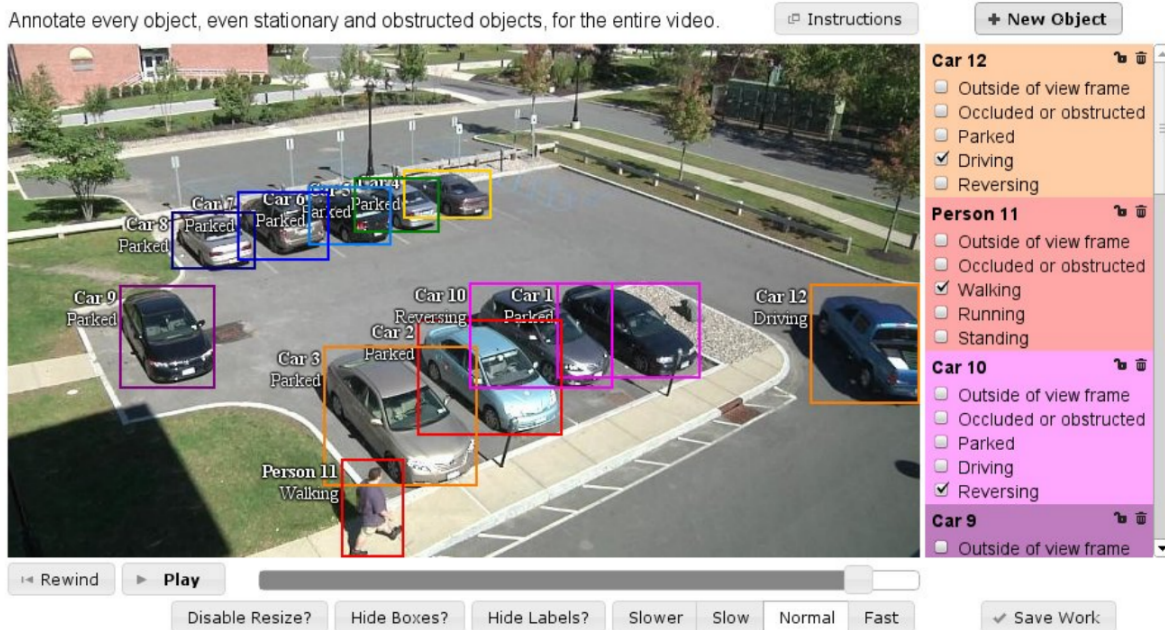 Annotate every object, even stationary and obstructed objects, for the entire video.
Instructions
+ New Object
Car 7
Parked
Car 6
Parked
Car 5
Parked
Car 4
Parked
Car 8
Parked
Car 9
Parked
Car 10
Reversing
Car 1
Parked
Car 2
Parked
Car 3
Parked
Car 12
Driving
Person 11
Walking
Car 12
Outside of view frame
Occluded or obstructed
Parked
Driving
Reversing
Person 11
Outside of view frame
Occluded or obstructed
Walking
Running
Standing
Car 10
Outside of view frame
Occluded or obstructed
Parked
Driving
Reversing
Car 9
Outside of view frame
Rewind
Play
Disable Resize?
Hide Boxes?
Hide Labels?
Slower
Slow
Normal
Fast
Save Work